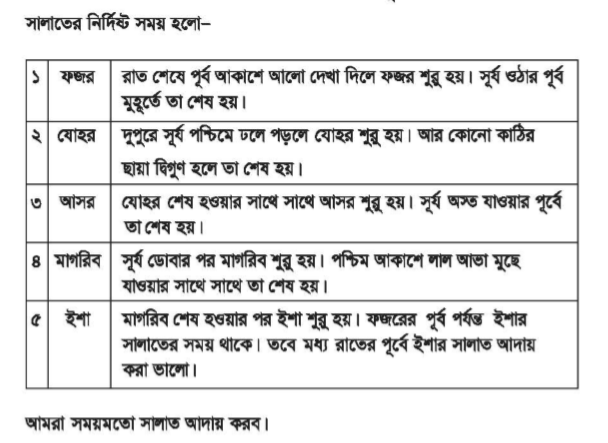 সালাতের নির্দিষ্ট সময় হলো–
১ ফজর রাত শেষে পূর্ব আকাশে আলো দেখা দিলে ফজর শুরু হয়। সূর্য ওঠার পূর্ব
মুহূর্তে তা শেষ হয়।
২ যোহর দুপুরে সূর্য পশ্চিমে ঢলে পড়লে যোহর শুরু হয়। আর কোনো কাঠির
ছায়া দ্বিগুণ হলে তা শেষ হয়।
৩ আসর যোহর শেষ হওয়ার সাথে সাথে আসর শুরু হয়। সূর্য অস্ত যাওয়ার পূর্বে
তা শেষ হয়।
৪ মাগরিব সূর্য ডোবার পর মাগরিব শুরু হয়। পশ্চিম আকাশে লাল আভা মুছে
যাওয়ার সাথে সাথে তা শেষ হয়।
৫ ইশা মাগরিব শেষ হওয়ার পর ইশা শুরু হয়। ফজরের পূর্ব পর্যন্ত ইশার
সালাতের সময় থাকে। তবে মধ্য রাতের পূর্বে ইশার সালাত আদায়
করা ভালো।
আমরা সময়মতো সালাত আদায় করব।